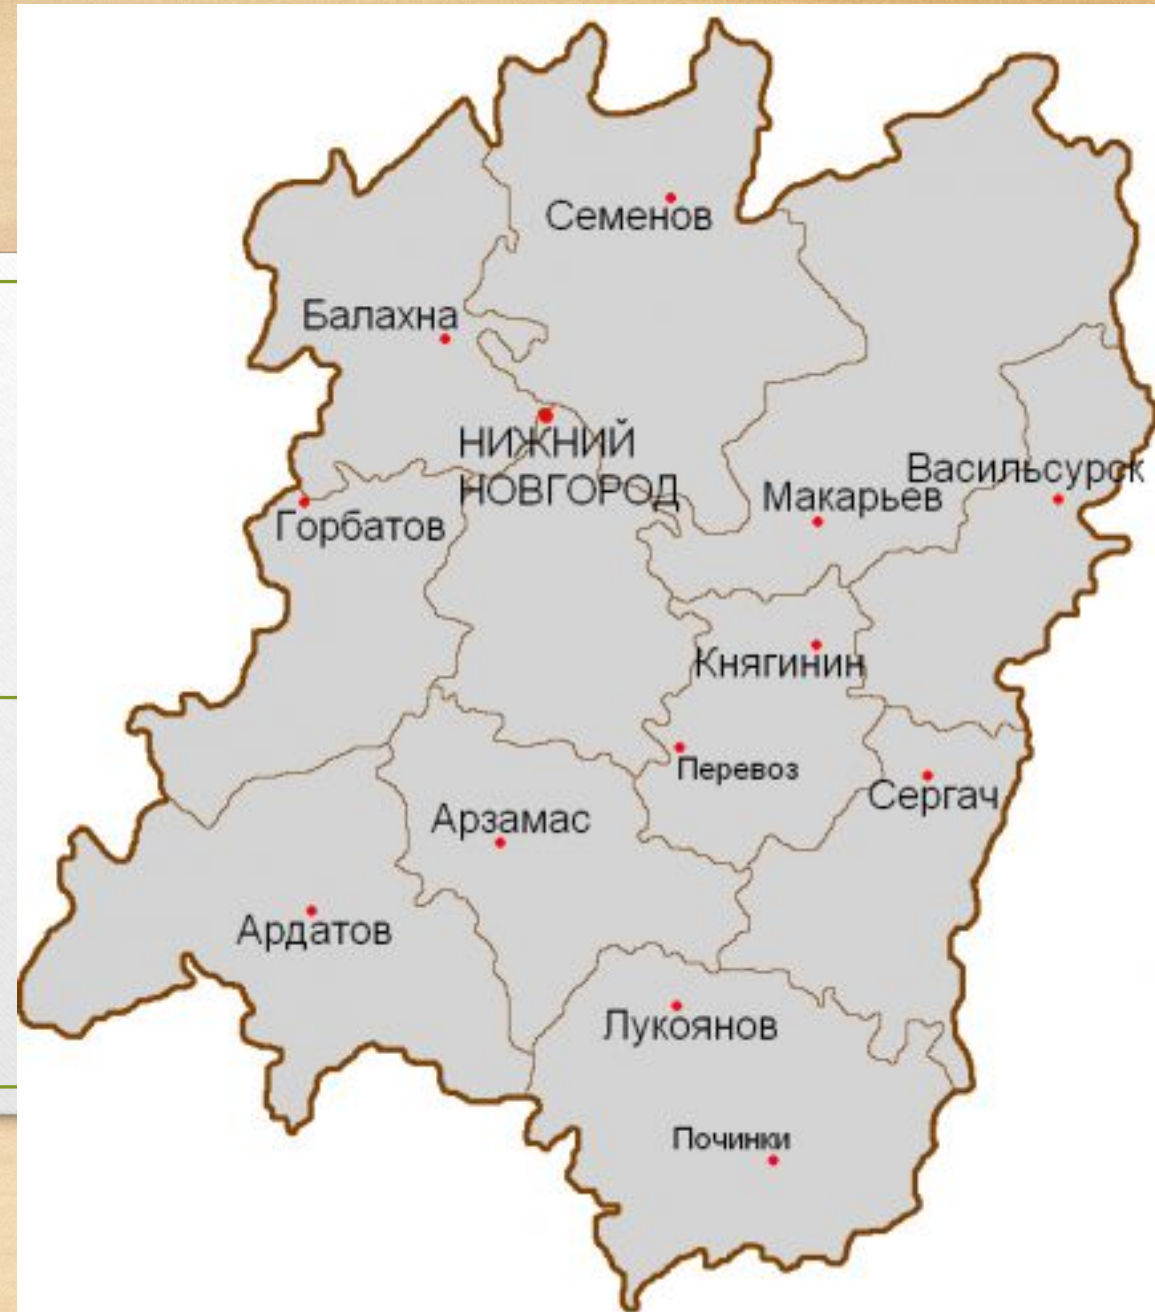 Семенов
Балахна
НИЖНИЙ
НОВГОРОД
Васильсурск
Макарьев
Горбатов
Княгинин
Перевоз
Сергач
Арзамас
Ардатов
Лукоянов
Починки